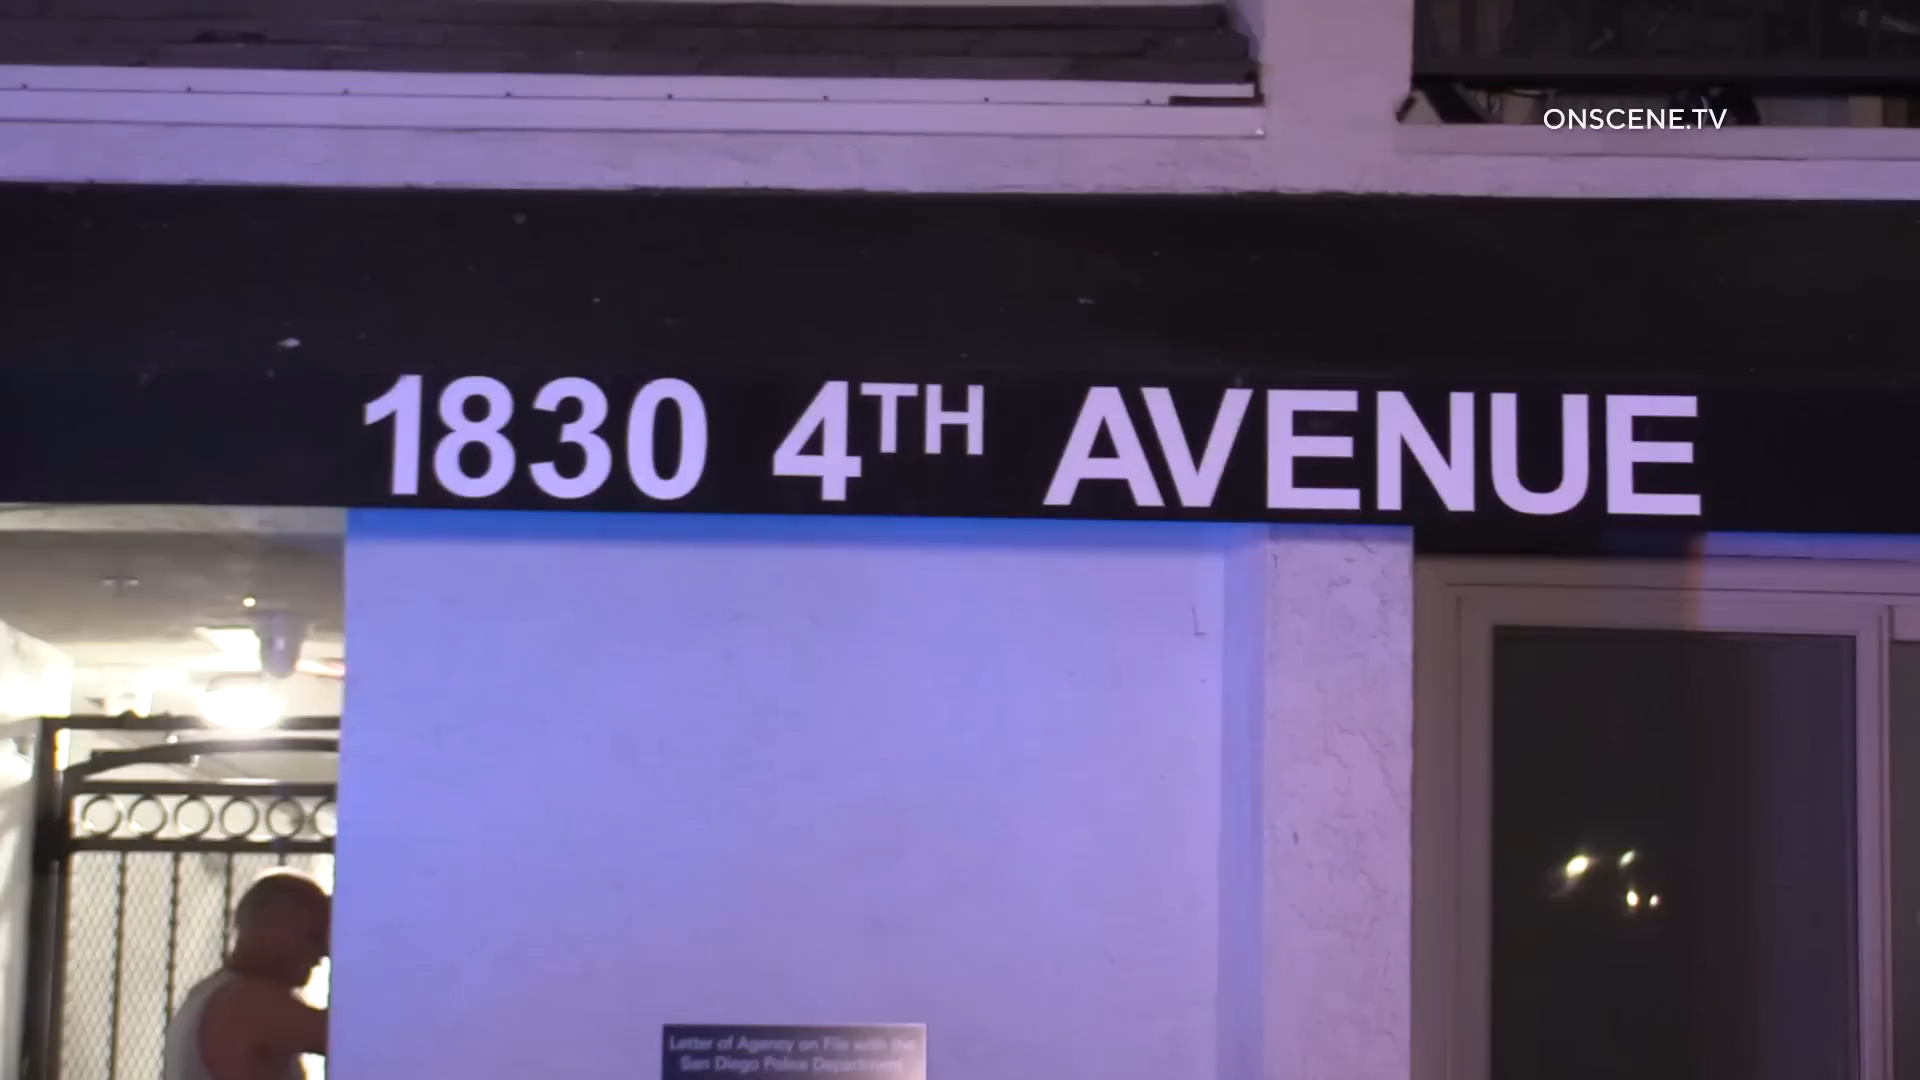 ONSCENE.TV
1830 4TH AVENUE
Letter of Agency on File with the
San Diego Police Department